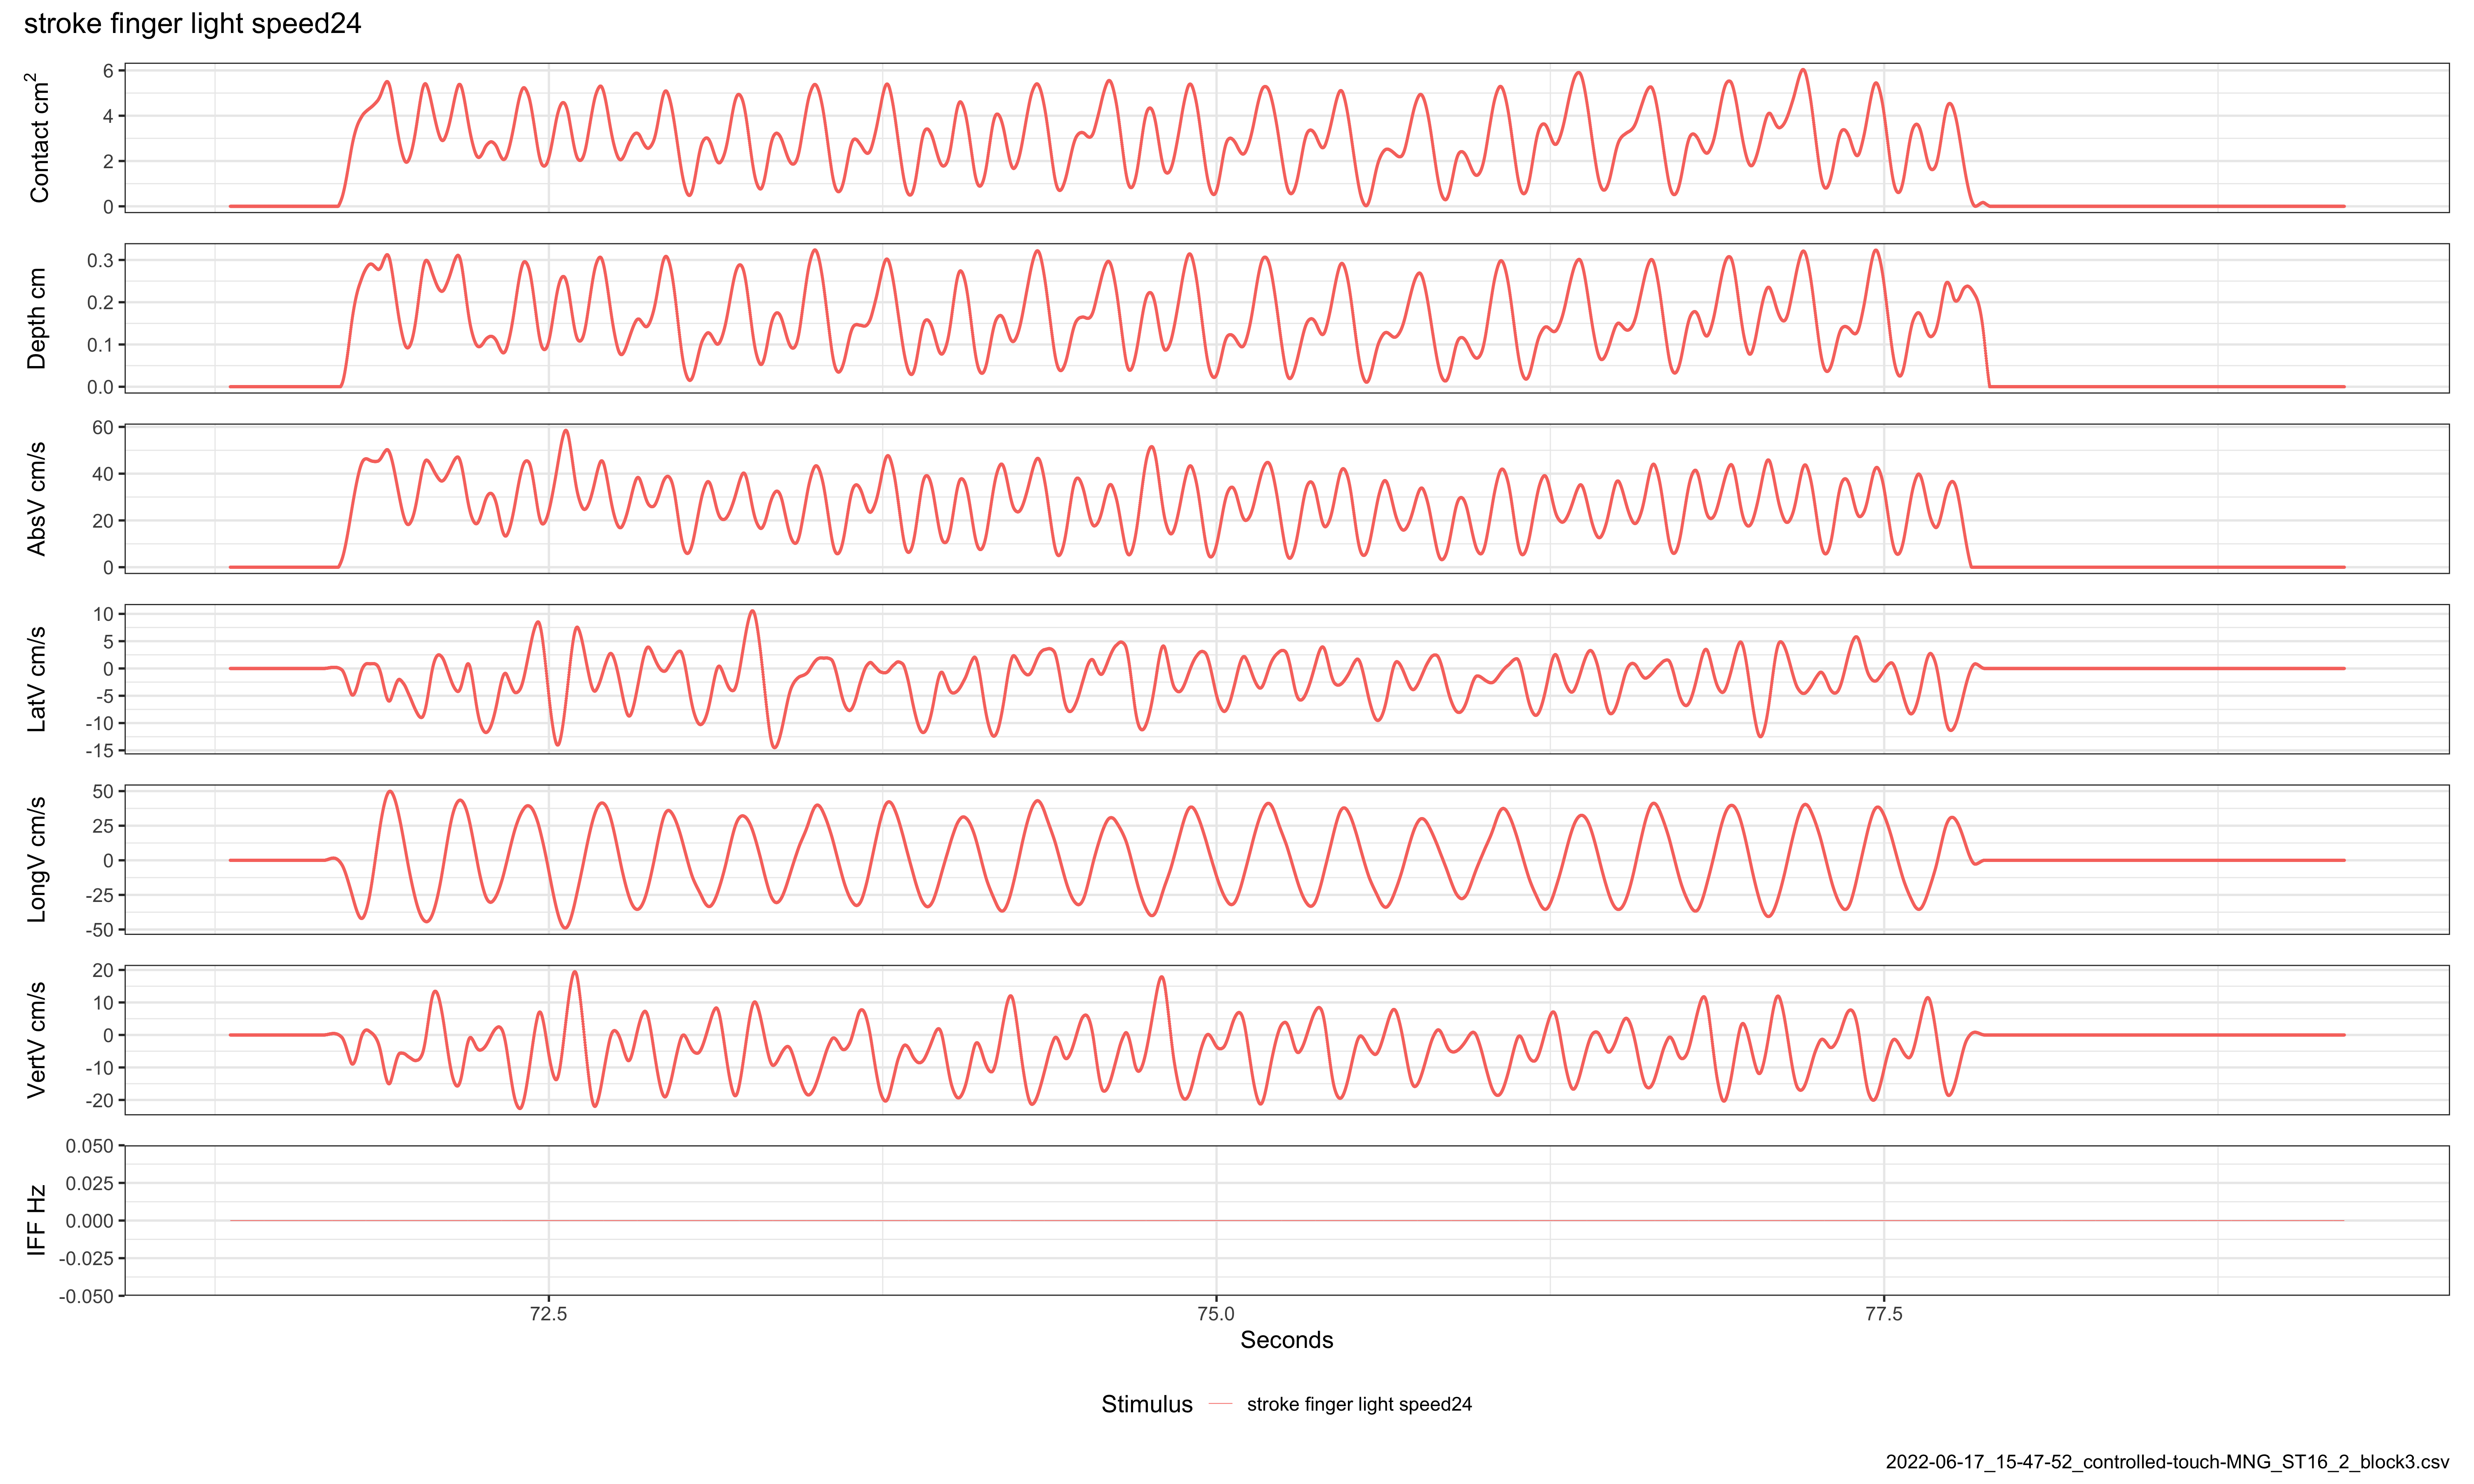 stroke finger light speed24
Contact cm²
6
4
2
0
Depth cm
0.3
0.2
0.1
0.0
AbsV cm/s
60
40
20
0
LatV cm/s
10
5
0
-5
-10
-15
LongV cm/s
50
25
0
-25
-50
VertV cm/s
20
10
0
-10
-20
IFF Hz
0.050
0.025
0.000
-0.025
-0.050
72.5 75.0 77.5
Seconds
Stimulus stroke finger light speed24
2022-06-17_15-47-52_controlled-touch-MNG_ST16_2_block3.csv